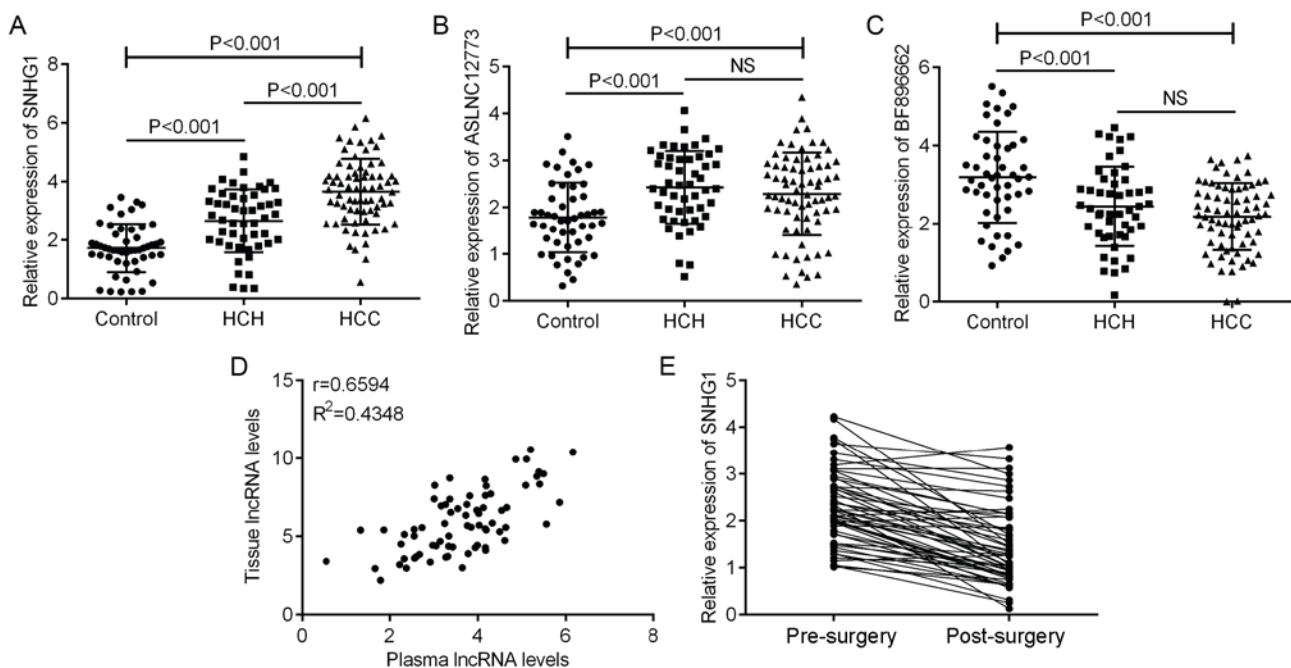 A
P<0.001
P<0.001
P<0.001
Relative expression of SNHG1
8
6
4
2
0
Control
HCH
HCC
B
P<0.001
P<0.001
NS
Relative expression of ASLNC12773
5
4
3
2
1
0
Control
HCH
HCC
C
P<0.001
P<0.001
NS
Relative expression of BF896662
6
4
2
0
Control
HCH
HCC
D
r=0.6594
R²=0.4348
Tissue lncRNA levels
15
10
5
0
0
2
4
6
8
Plasma lncRNA levels
E
Relative expression of SNHG1
5
4
3
2
1
0
Pre-surgery
Post-surgery